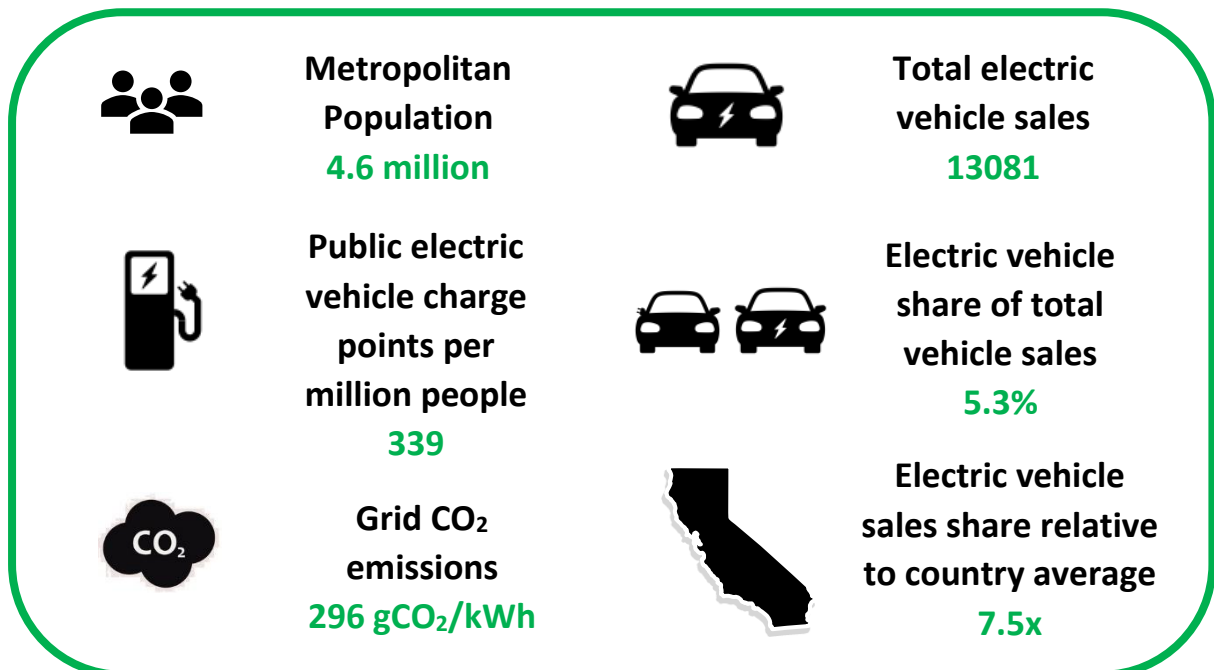 Metropolitan
Population
4.6 million
Total electric
vehicle sales
13081
Public electric
vehicle charge
points per
million people
339
Electric vehicle
share of total
vehicle sales
5.3%
CO₂
Grid CO₂
emissions
296 gCO₂/kWh
Electric vehicle
sales share relative
to country average
7.5x